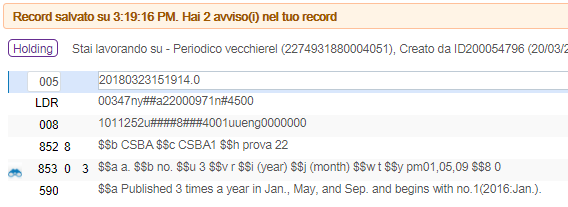 Record salvato su 3:19:16 PM. Hai 2 avviso(i) nel tuo record
Holding Stai lavorando su - Periodico vecchierel (2274931880004051), Creato da ID200054796 (20/03/2
005 20180323151914.0
LDR 00347ny##a22000971n#4500
008 1011252u####8###4001uueng0000000
852 8 $$b CSBA $$c CSBA1 $$h prova 22
853 0 3 $$a a. $$b no. $$u 3 $$v r $$i (year) $$j (month) $$w t $$y pm01,05,09 $$8 0
590 $$a Published 3 times a year in Jan., May, and Sep. and begins with no.1(2016:Jan.).